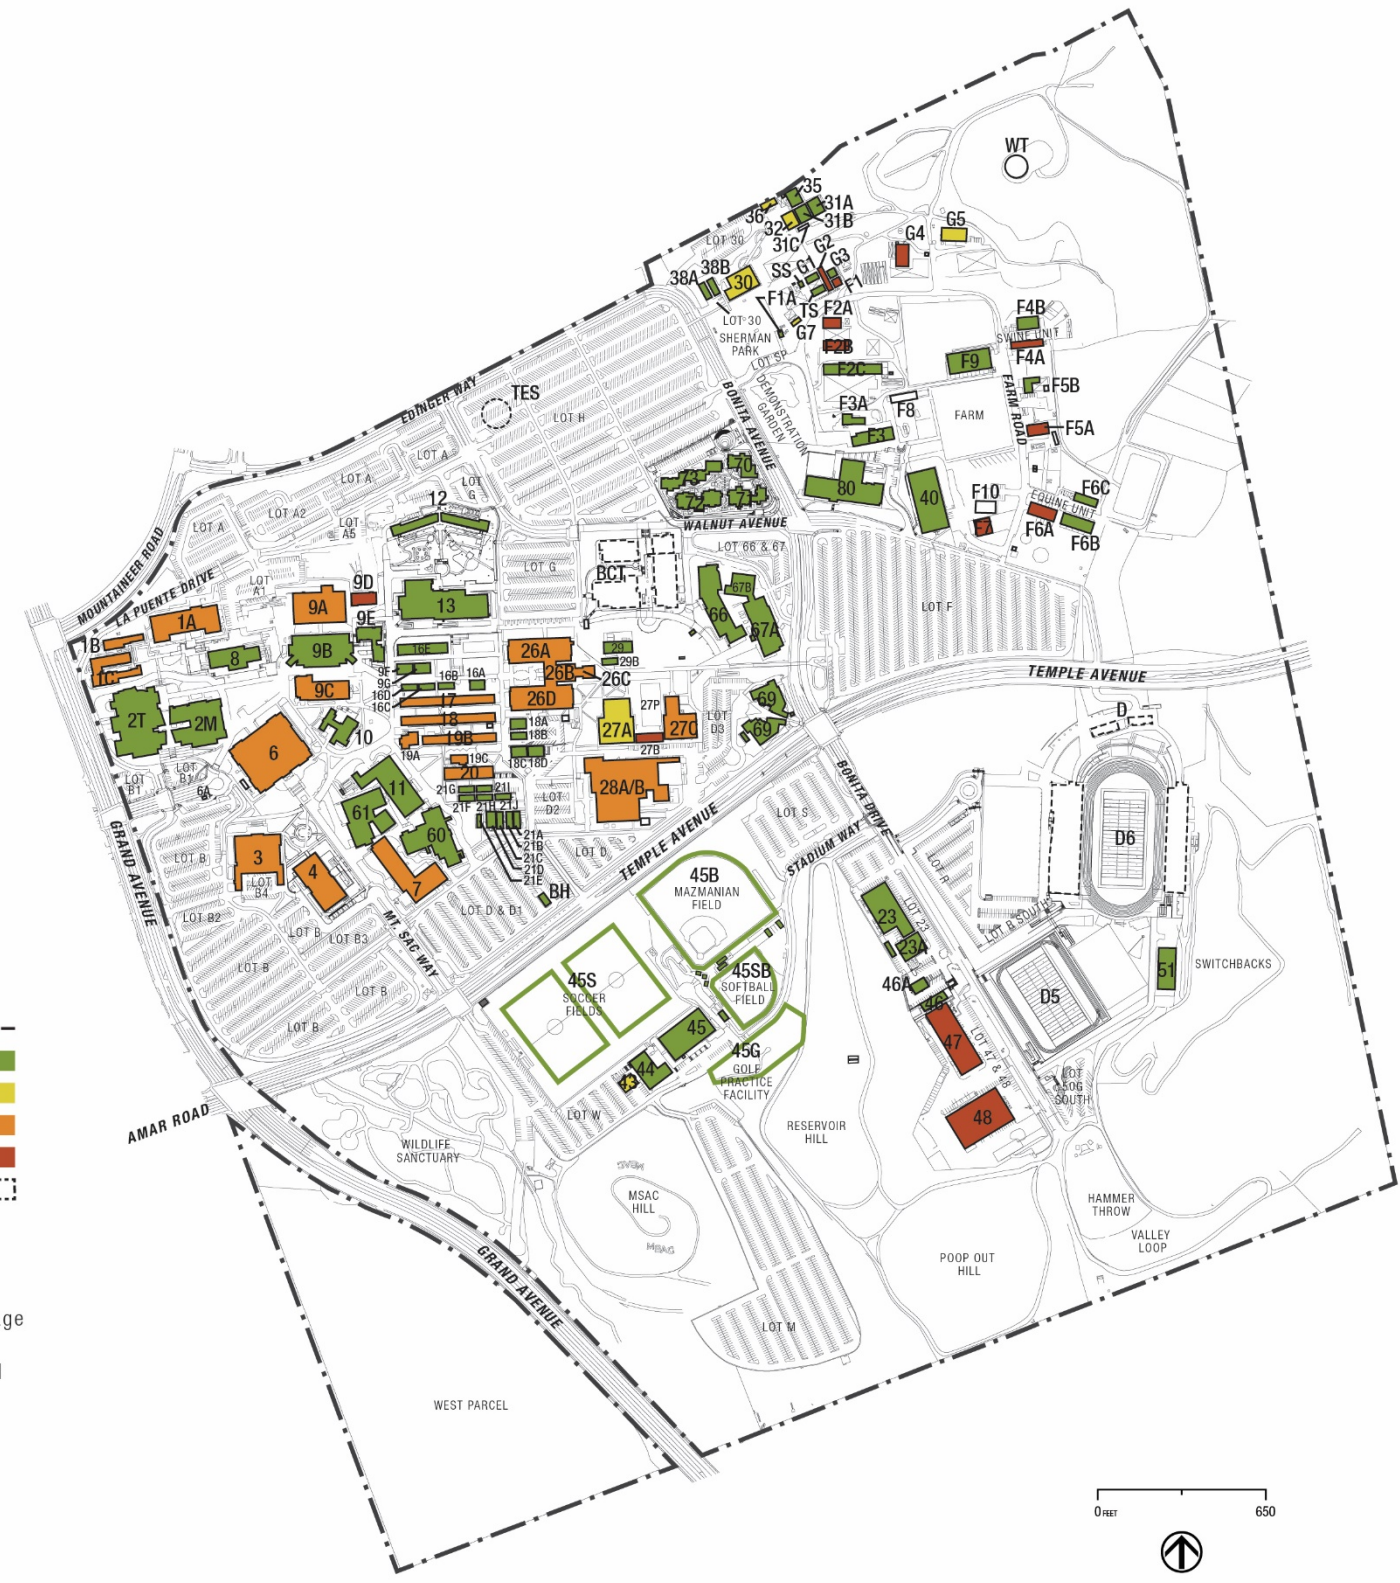 WT
35
31A
31B
36
32
31C
LOT 30
G5
G4
G2
G3
38B
38A
30
SS
G1
F1
F1A
TS
F2A
F4B
LOT 30
G7
SHERMAN
PARK
F2B
SWINE UNIT
F4A
LOT SP
F9
F2C
EDINGER WAY
TES
BONITA AVENUE
DEMONSTRATION
GARDEN
F5B
F8
FARM ROAD
LOT H
F3A
FARM
F3
F5A
LOT A
70
73
LOT A
LOT
G
80
40
F6C
12
72
71
F10
EQUINE UNIT
LOT A2
LOT A
LOT
A5
WALNUT AVENUE
F7
F6A
F6B
MOUNTAINEER ROAD
LOT 66 & 67
LOT G
BCT
LA PUENTE DRIVE
LOT
A1
9D
67B
13
9A
66
LOT F
1A
9E
67A
1B
8
9B
16E
26A
29
29B
1C
9F
9G
16B
16A
26B
26C
TEMPLE AVENUE
9C
16D
16C
17
26D
69
27P
2T
2M
18
18A
18B
27A
27C
LOT
D3
D
69
10
19A
19B
27B
6
19C
18C
18D
LOT
B1
LOT
B1
20
BONITA DRIVE
6A
11
21G
21I
28A/B
LOT
D2
21F
21H
21J
61
LOT S
GRAND AVENUE
60
21A
21B
21C
21D
21E
TEMPLE AVENUE
STADIUM WAY
D6
LOT B
3
LOT D
LOT R
4
LOT
B4
7
BH
45B
MAZMANIAN
FIELD
LOT B2
LOT D & D1
23
LOT 23
LOT B
LOT B3
MT. SAC WAY
LOT B SOUTH
23A
LOT B
45S
SOCCER
FIELDS
45SB
SOFTBALL
FIELD
51
SWITCHBACKS
46A
D5
LOT B
46
LOT B
45
47
LOT 47 & 48
45G
GOLF
PRACTICE
FACILITY
44
LOT
50G
SOUTH
AMAR ROAD
LOT W
48
RESERVOIR
HILL
WILDLIFE
SANCTUARY
MSAC
HILL
HAMMER
THROW
VALLEY
LOOP
GRAND AVENUE
POOP OUT
HILL
LOT M
WEST PARCEL
0 FEET
650